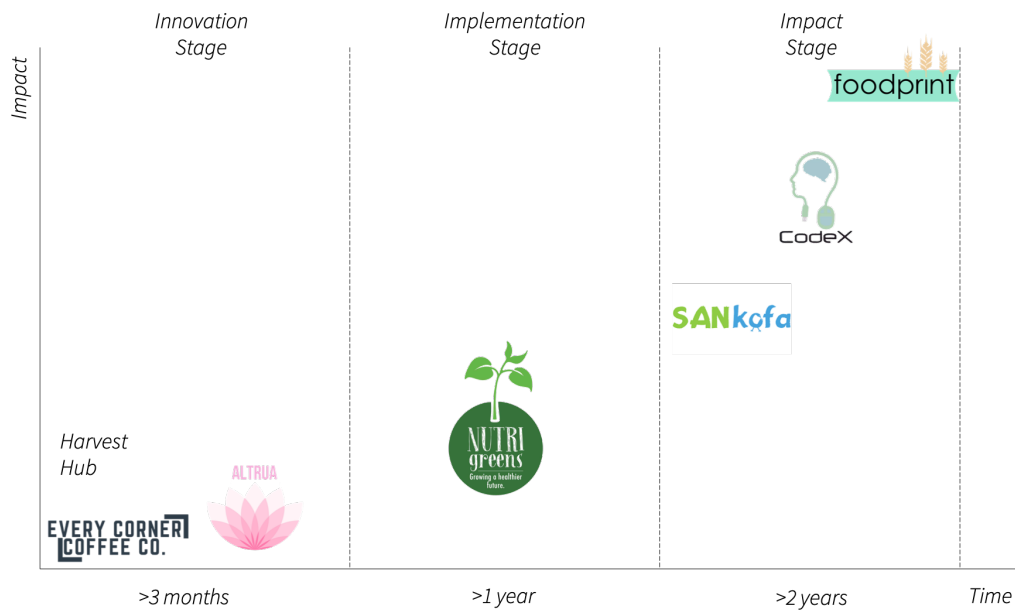 Innovation
Stage
Implementation
Stage
Impact
Stage
Impact
foodprint
CodeX
SANkofa
NUTRI
greens
Growing a healthier
future.
Harvest
Hub
ALTRUA
EVERY CORNER
COFFEE CO.
>3 months
>1 year
>2 years
Time